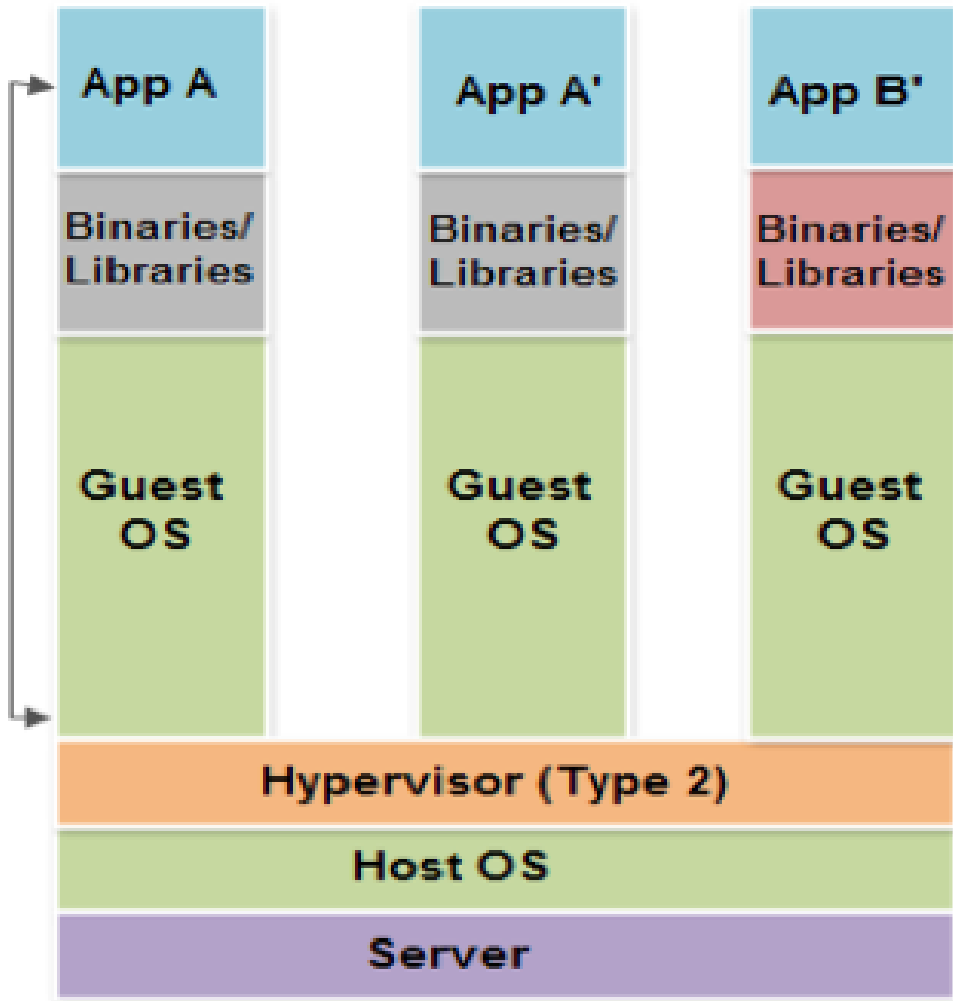 App A
App A'
App B'
Binaries/
Libraries
Binaries/
Libraries
Binaries/
Libraries
Guest
OS
Guest
OS
Guest
OS
Hypervisor (Type 2)
Host OS
Server